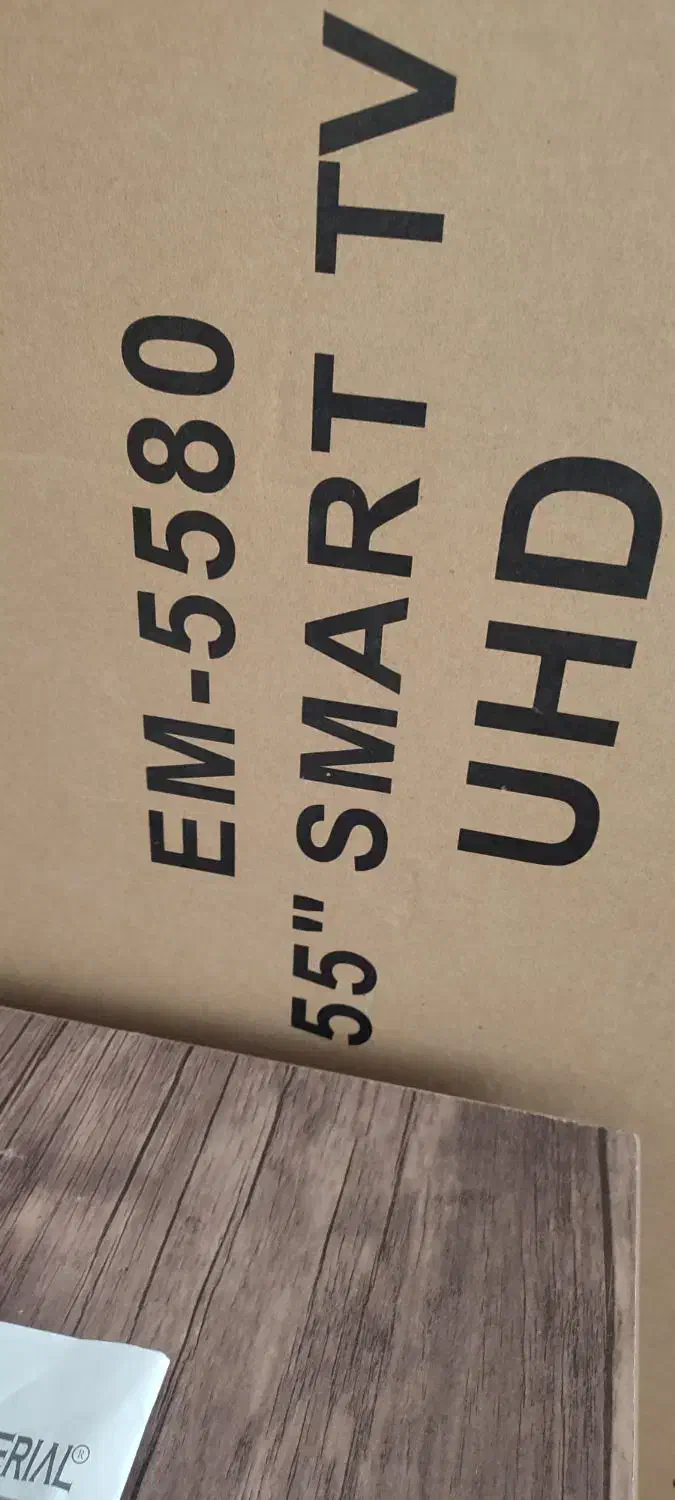 EM-5580
55" SMART TV
UHD
ERIAL®